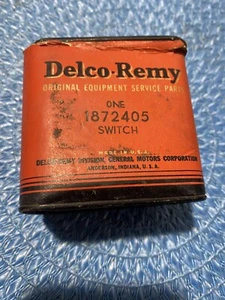 Delco-Remy
ORIGINAL EQUIPMENT SERVICE PARTS
ONE
1872405
SWITCH
MADE IN U.S.A.
DELCO-REMY DIVISION, GENERAL MOTORS CORPORATION
ANDERSON, INDIANA, U.S.A.